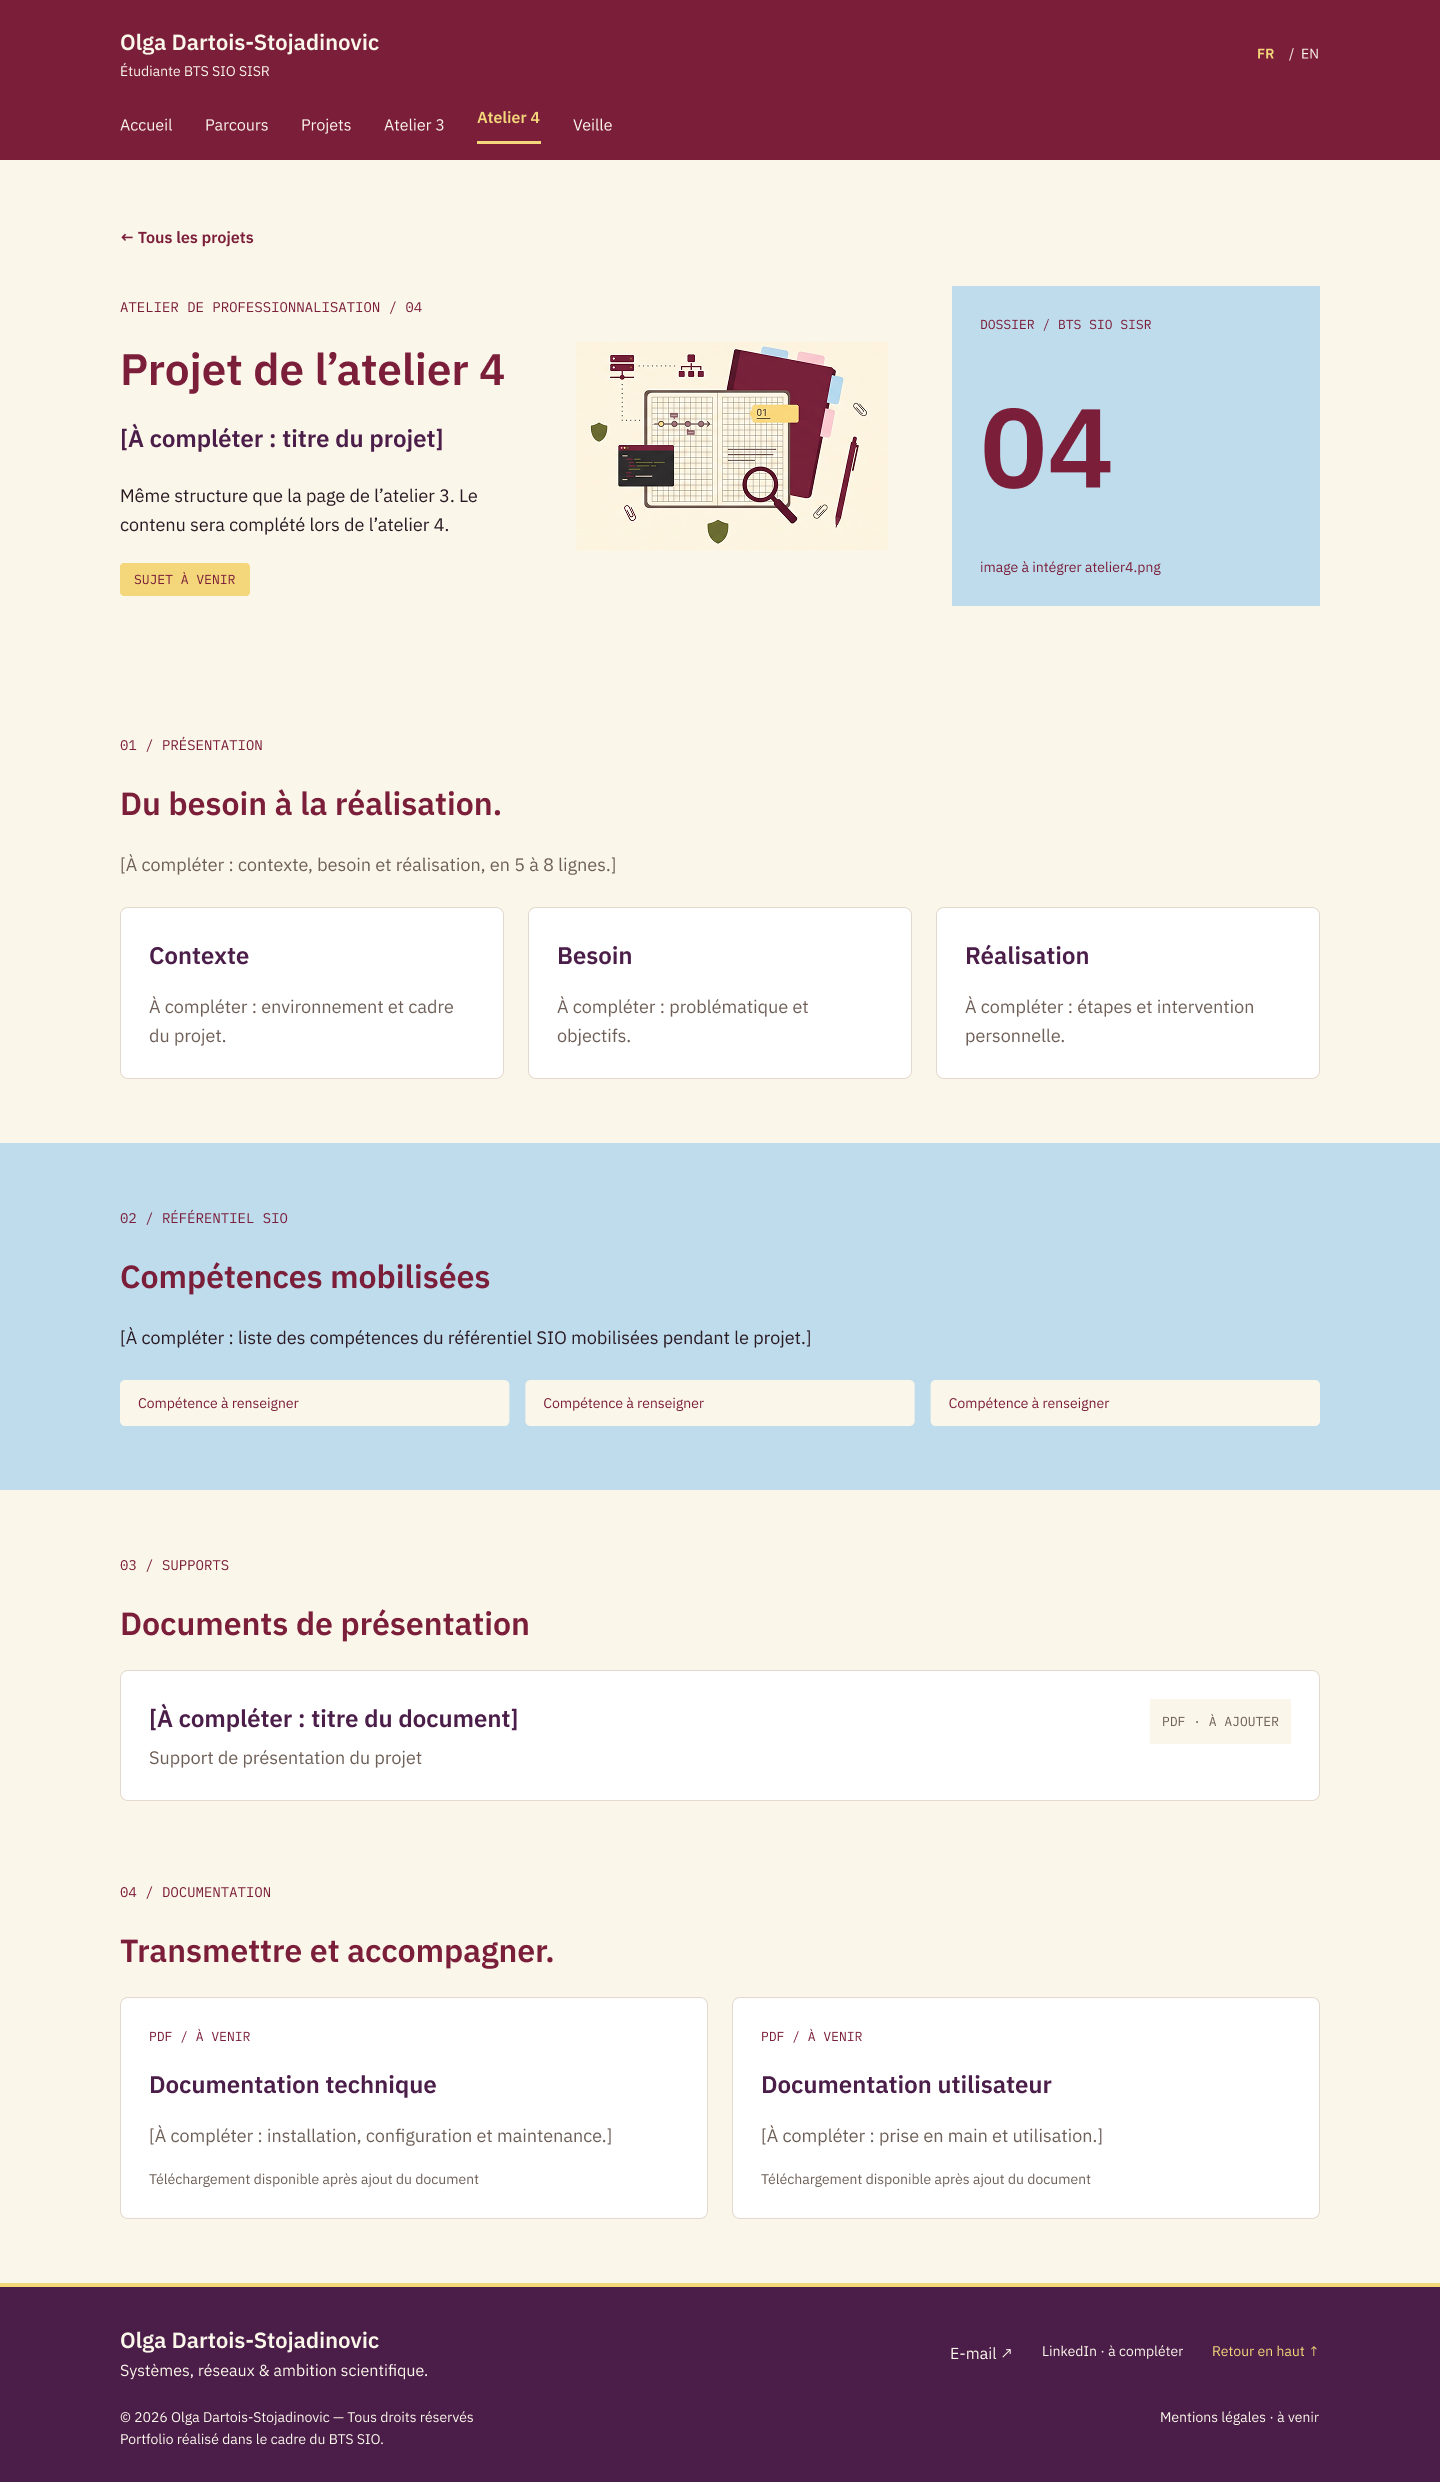 Olga Dartois-Stojadinovic
Étudiante BTS SIO SISR
FR / EN
Accueil Parcours Projets Atelier 3 Atelier 4 Veille
← Tous les projets
ATELIER DE PROFESSIONNALISATION / 04
Projet de l’atelier 4
[À compléter : titre du projet]
Même structure que la page de l’atelier 3. Le
contenu sera complété lors de l’atelier 4.
SUJET À VENIR
01
DOSSIER / BTS SIO SISR
04
image à intégrer atelier4.png
01 / PRÉSENTATION
Du besoin à la réalisation.
[À compléter : contexte, besoin et réalisation, en 5 à 8 lignes.]
Contexte
À compléter : environnement et cadre
du projet.
Besoin
À compléter : problématique et
objectifs.
Réalisation
À compléter : étapes et intervention
personnelle.
02 / RÉFÉRENTIEL SIO
Compétences mobilisées
[À compléter : liste des compétences du référentiel SIO mobilisées pendant le projet.]
Compétence à renseigner
Compétence à renseigner
Compétence à renseigner
03 / SUPPORTS
Documents de présentation
[À compléter : titre du document]
Support de présentation du projet
PDF · À AJOUTER
04 / DOCUMENTATION
Transmettre et accompagner.
PDF / À VENIR
Documentation technique
[À compléter : installation, configuration et maintenance.]
Téléchargement disponible après ajout du document
PDF / À VENIR
Documentation utilisateur
[À compléter : prise en main et utilisation.]
Téléchargement disponible après ajout du document
Olga Dartois-Stojadinovic
Systèmes, réseaux & ambition scientifique.
E-mail ↗ LinkedIn · à compléter Retour en haut ↑
© 2026 Olga Dartois-Stojadinovic — Tous droits réservés
Portfolio réalisé dans le cadre du BTS SIO.
Mentions légales · à venir